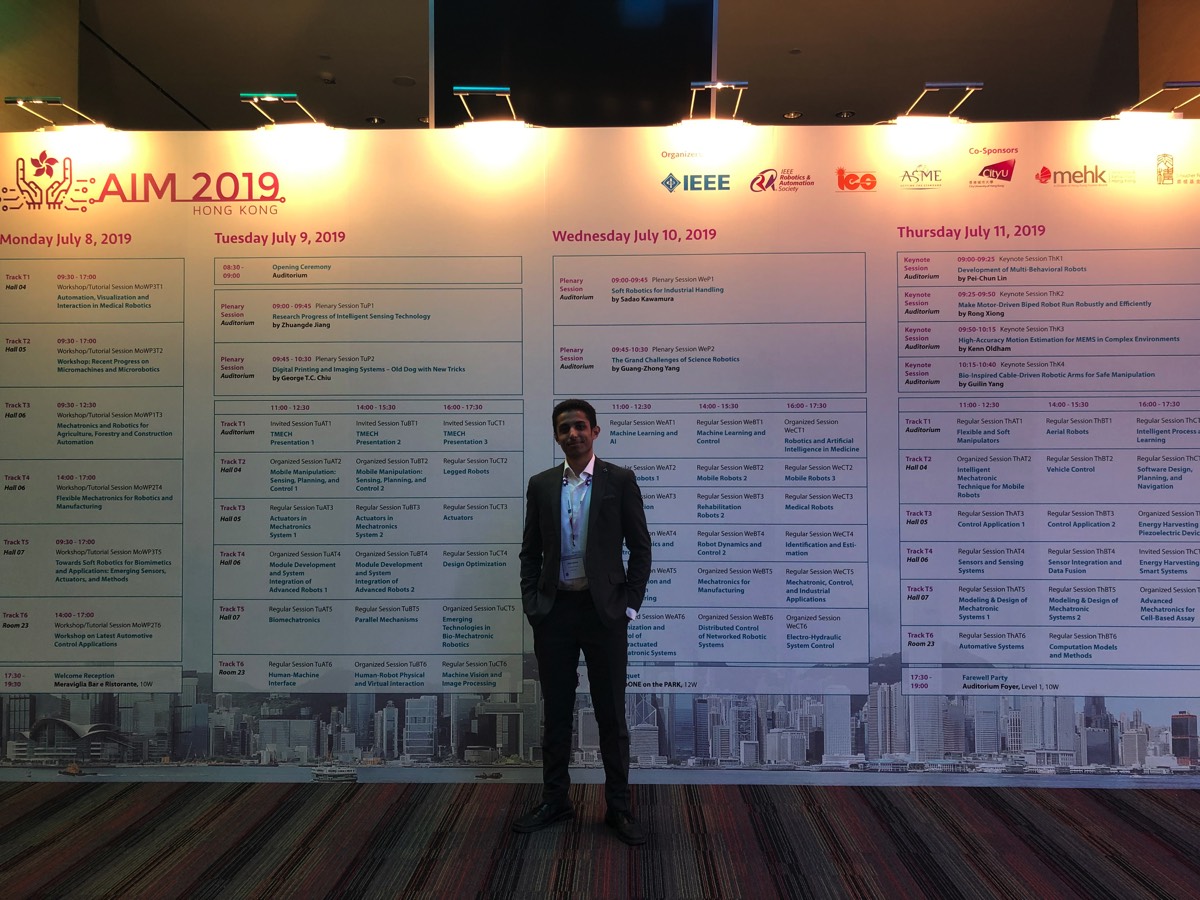 AIM 2019
HONG KONG
Organizers
IEEE
IEEE
Robotics
& Automation
Society
ies
ASME
Co-Sponsors
CityU
mehk
Monday July 8, 2019
Track T1
Hall 04
09:30 - 17:00
Workshop/Tutorial Session MoWP3T1
Automation, Visualization and
Interaction in Medical Robotics
Track T2
Hall 05
09:30 - 17:00
Workshop/Tutorial Session MoWP3T2
Workshop: Recent Progress on
Micromachines and Microrobotics
Track T3
Hall 06
09:30 - 12:30
Workshop/Tutorial Session MoWP1T3
Mechatronics and Robotics for
Agriculture, Forestry and Construction
Automation
Track T4
Hall 06
14:00 - 17:00
Workshop/Tutorial Session MoWP2T4
Flexible Mechatronics for Robotics and
Manufacturing
Track T5
Hall 07
09:30 - 17:00
Workshop/Tutorial Session MoWP3T5
Towards Soft Robotics for Biomimetics
and Applications: Emerging Sensors,
Actuators, and Methods
Track T6
Room 23
14:00 - 17:00
Workshop/Tutorial Session MoWP2T6
Workshop on Latest Automotive
Control Applications
17:30 -
19:30
Welcome Reception
Meraviglia Bar e Ristorante, 10W
Tuesday July 9, 2019
08:30 -
09:00
Opening Ceremony
Auditorium
Plenary
Session
Auditorium
09:00 - 09:45 Plenary Session TuP1
Research Progress of Intelligent Sensing Technology
by Zhuangde Jiang
Plenary
Session
Auditorium
09:45 - 10:30 Plenary Session TuP2
Digital Printing and Imaging Systems – Old Dog with New Tricks
by George T.C. Chiu
11:00 - 12:30
14:00 - 15:30
16:00 - 17:30
Track T1
Auditorium
Invited Session TuAT1
TMECH
Presentation 1
Invited Session TuBT1
TMECH
Presentation 2
Invited Session TuCT1
TMECH
Presentation 3
Track T2
Hall 04
Organized Session TuAT2
Mobile Manipulation:
Sensing, Planning, and
Control 1
Organized Session TuBT2
Mobile Manipulation:
Sensing, Planning, and
Control 2
Regular Session TuCT2
Legged Robots
Track T3
Hall 05
Regular Session TuAT3
Actuators in
Mechatronics
System 1
Regular Session TuBT3
Actuators in
Mechatronics
System 2
Regular Session TuCT3
Actuators
Track T4
Hall 06
Organized Session TuAT4
Module Development
and System
Integration of
Advanced Robots 1
Organized Session TuBT4
Module Development
and System
Integration of
Advanced Robots 2
Regular Session TuCT4
Design Optimization
Track T5
Hall 07
Regular Session TuAT5
Biomechatronics
Regular Session TuBT5
Parallel Mechanisms
Organized Session TuCT5
Emerging
Technologies in
Bio-Mechatronic
Robotics
Track T6
Room 23
Regular Session TuAT6
Human-Machine
Interface
Organized Session TuBT6
Human-Robot Physical
and Virtual Interaction
Regular Session TuCT6
Machine Vision and
Image Processing
Wednesday July 10, 2019
Plenary
Session
Auditorium
09:00-09:45 Plenary Session WeP1
Soft Robotics for Industrial Handling
by Sadao Kawamura
Plenary
Session
Auditorium
09:45-10:30 Plenary Session WeP2
The Grand Challenges of Science Robotics
by Guang-Zhong Yang
11:00 - 12:30
14:00 - 15:30
16:00 - 17:30
Regular Session WeAT1
Machine Learning and
AI
Regular Session WeBT1
Machine Learning and
Control
Organized Session
WeCT1
Robotics and Artificial
Intelligence in Medicine
Session WeAT2
Robots 1
Regular Session WeBT2
Mobile Robots 2
Regular Session WeCT2
Mobile Robots 3
Session WeAT3
Regular Session WeBT3
Rehabilitation
Robots 2
Regular Session WeCT3
Medical Robots
Session WeAT4
and
Regular Session WeBT4
Robot Dynamics and
Control 2
Regular Session WeCT4
Identification and Esti-
mation
Session WeAT5
and
Organized Session WeBT5
Mechatronics for
Manufacturing
Regular Session WeCT5
Mechatronic, Control,
and Industrial
Applications
Session WeAT6
and
of
Systems
Organized Session WeBT6
Distributed Control
of Networked Robotic
Systems
Organized Session
WeCT6
Electro-Hydraulic
System Control
on the PARK, 12W
Thursday July 11, 2019
Keynote
Session
Auditorium
09:00-09:25 Keynote Session ThK1
Development of Multi-Behavioral Robots
by Pei-Chun Lin
Keynote
Session
Auditorium
09:25-09:50 Keynote Session ThK2
Make Motor-Driven Biped Robot Run Robustly and Efficiently
by Rong Xiong
Keynote
Session
Auditorium
09:50-10:15 Keynote Session ThK3
High-Accuracy Motion Estimation for MEMS in Complex Environments
by Kenn Oldham
Keynote
Session
Auditorium
10:15-10:40 Keynote Session ThK4
Bio-Inspired Cable-Driven Robotic Arms for Safe Manipulation
by Guilin Yang
11:00 - 12:30
14:00 - 15:30
16:00 - 17:30
Track T1
Auditorium
Regular Session ThAT1
Flexible and Soft
Manipulators
Regular Session ThBT1
Aerial Robots
Regular Session
Intelligent Process
Learning
Track T2
Hall 04
Organized Session ThAT2
Intelligent
Mechatronic
Technique for Mobile
Robots
Regular Session ThBT2
Vehicle Control
Regular Session
Software Design,
Planning, and
Navigation
Track T3
Hall 05
Regular Session ThAT3
Control Application 1
Regular Session ThBT3
Control Application 2
Organized Session
Energy Harvesting
Piezoelectric
Track T4
Hall 06
Regular Session ThAT4
Sensors and Sensing
Systems
Regular Session ThBT4
Sensor Integration and
Data Fusion
Invited Session
Energy Harvesting
Smart Systems
Track T5
Hall 07
Regular Session ThAT5
Modeling & Design of
Mechatronic
Systems 1
Regular Session ThBT5
Modeling & Design of
Mechatronic
Systems 2
Organized Session
Advanced
Mechatronics for
Cell-Based Assay
Track T6
Room 23
Regular Session ThAT6
Automotive Systems
Regular Session ThBT6
Computation Models
and Methods
17:30 -
19:00
Farewell Party
Auditorium Foyer, Level 1, 10W